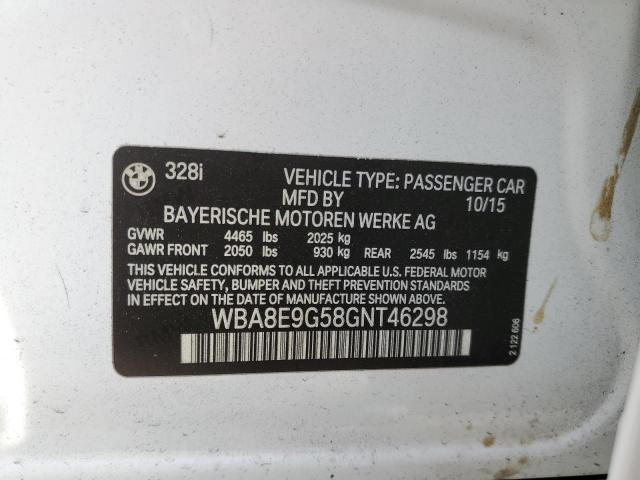 328i
VEHICLE TYPE: PASSENGER CAR
MFD BY 10/15
BAYERISCHE MOTOREN WERKE AG
GVWR 4465 lbs 2025 kg
GAWR FRONT 2050 lbs 930 kg REAR 2545 lbs 1154 kg
THIS VEHICLE CONFORMS TO ALL APPLICABLE U.S. FEDERAL MOTOR
VEHICLE SAFETY, BUMPER AND THEFT PREVENTION STANDARDS
IN EFFECT ON THE DATE OF MANUFACTURE SHOWN ABOVE.
WBA8E9G58GNT46298
2 122 606